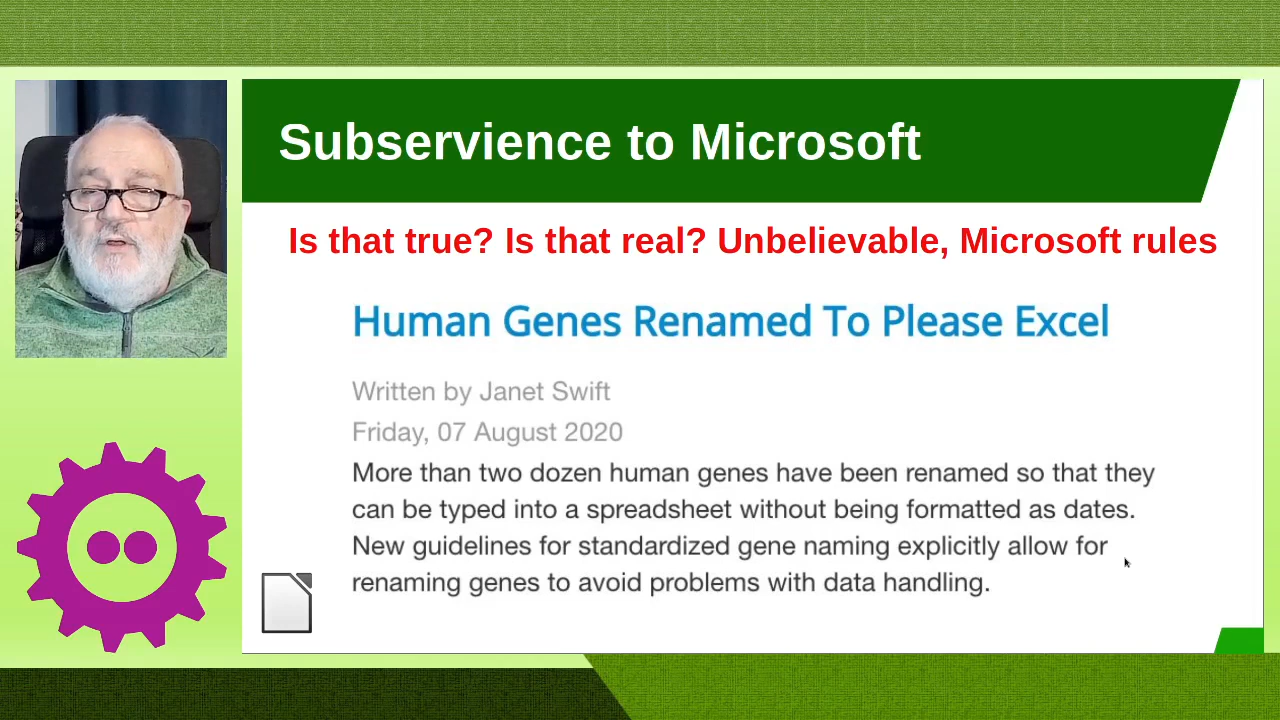 Subservience to Microsoft
Is that true? Is that real? Unbelievable, Microsoft rules
Human Genes Renamed To Please Excel
Written by Janet Swift
Friday, 07 August 2020
More than two dozen human genes have been renamed so that they
can be typed into a spreadsheet without being formatted as dates.
New guidelines for standardized gene naming explicitly allow for
renaming genes to avoid problems with data handling.